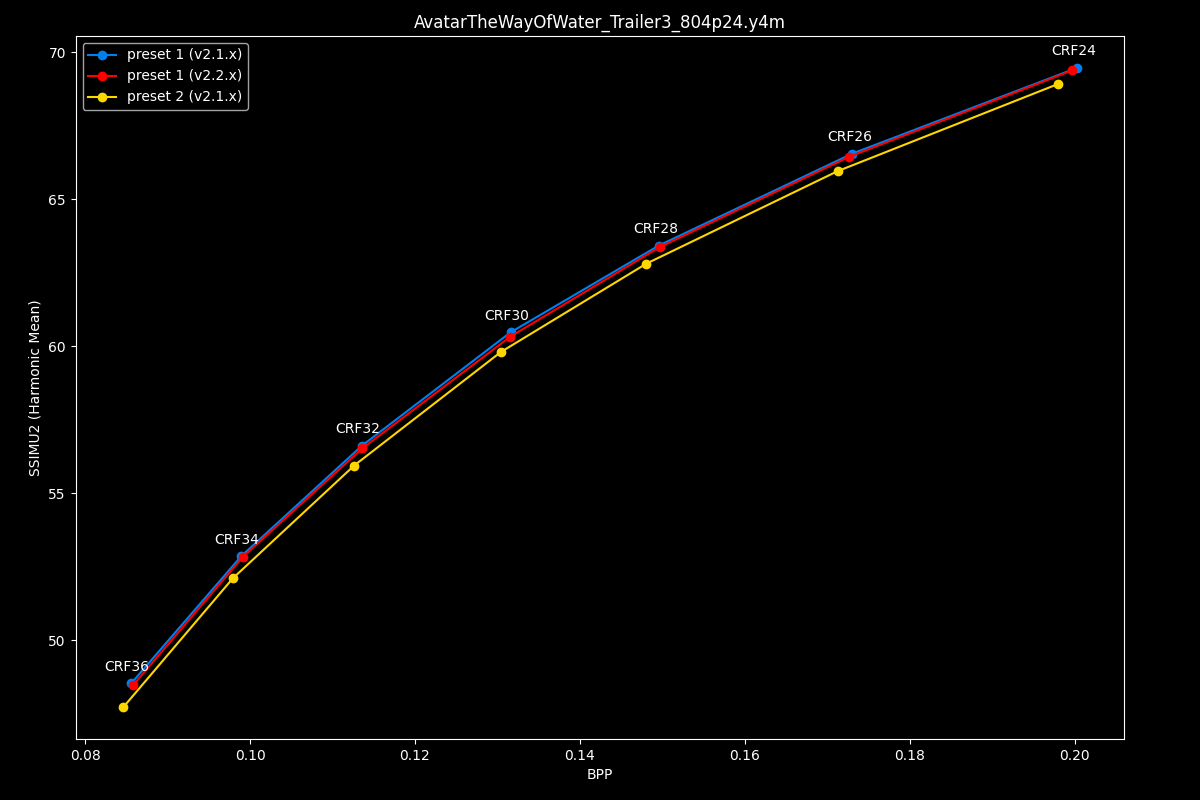 AvatarTheWayOfWater_Trailer3_804p24.y4m
preset 1 (v2.1.x)
preset 1 (v2.2.x)
preset 2 (v2.1.x)
CRF24
CRF26
CRF28
CRF30
CRF32
CRF34
CRF36
70
65
60
55
50
SSIMU2 (Harmonic Mean)
0.08 0.10 0.12 0.14 0.16 0.18 0.20
BPP